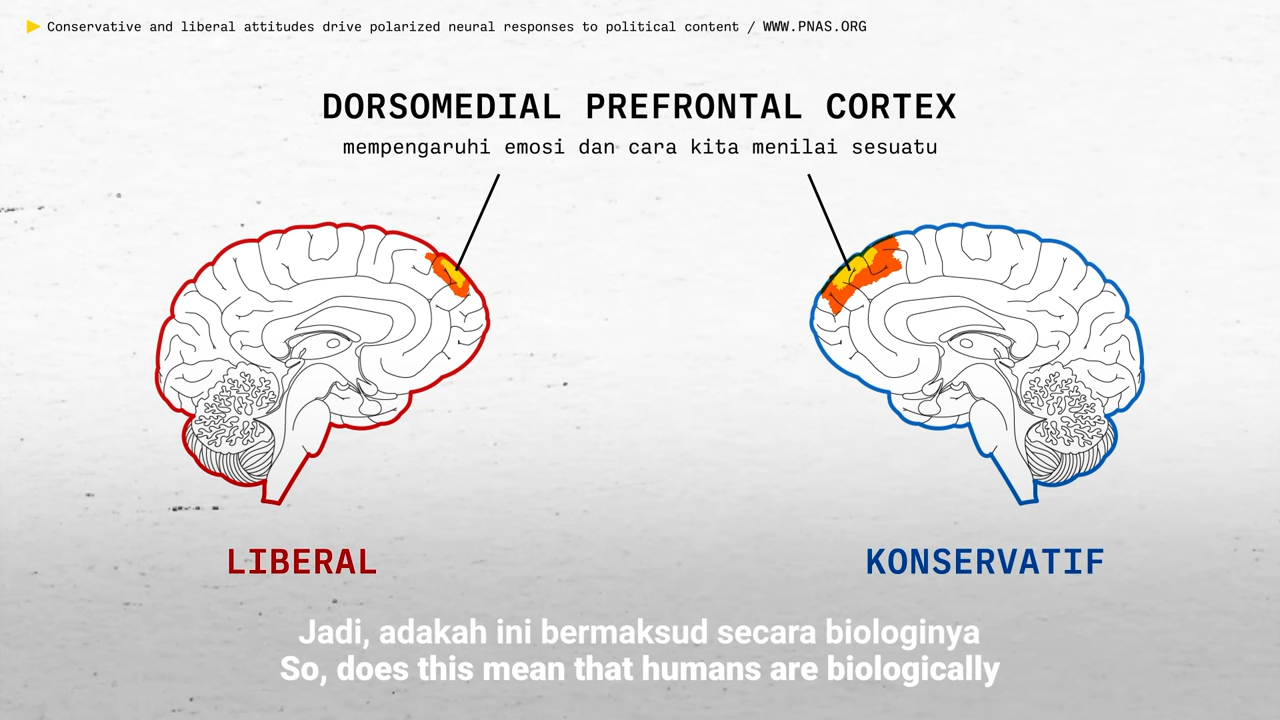 Conservative and liberal attitudes drive polarized neural responses to political content / WWW.PNAS.ORG
DORSOMEDIAL PREFRONTAL CORTEX
mempengaruhi emosi dan cara kita menilai sesuatu
LIBERAL
KONSERVATIF
Jadi, adakah ini bermaksud secara biologinya
So, does this mean that humans are biologically